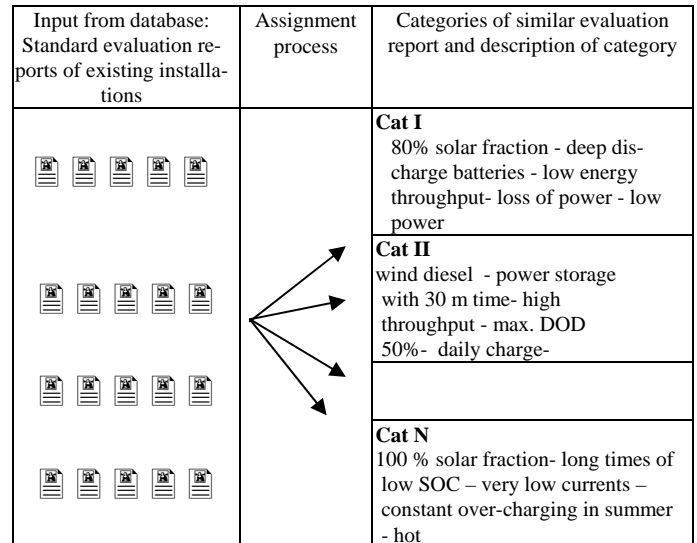 Input from database:
Standard evaluation re-
ports of existing installa-
tions
Assignment
process
Categories of similar evaluation
report and description of category
Cat I
80% solar fraction - deep dis-
charge batteries - low energy
throughput- loss of power - low
power
Cat II
wind diesel - power storage
with 30 m time- high
throughput - max. DOD
50%- daily charge-
Cat N
100 % solar fraction- long times of
low SOC – very low currents –
constant over-charging in summer
- hot